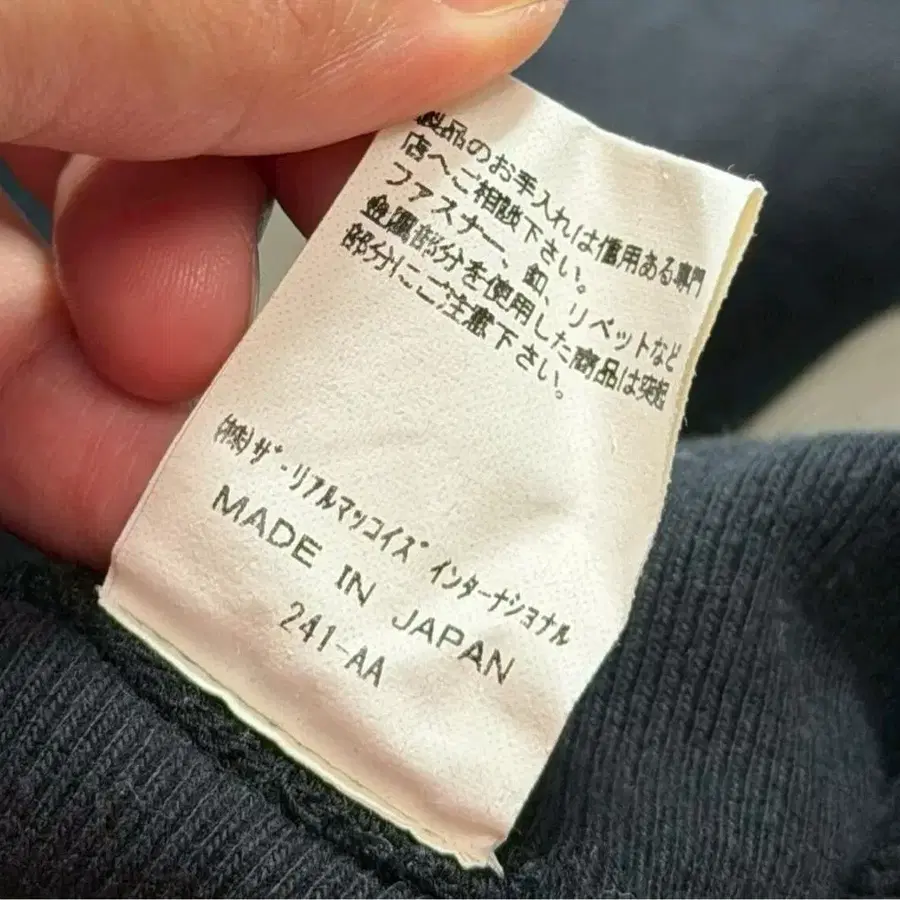 製品のお手入れは信用ある専門
店へご相談下さい。
ファスナー、釦、リベットなど
金属部分を使用した商品は突起
部分にご注意下さい。
㈱ｻﾞ･ﾘｱﾙﾏｯｺｲｽﾞ ｲﾝﾀｰﾅｼｮﾅﾙ
MADE IN JAPAN
241-AA